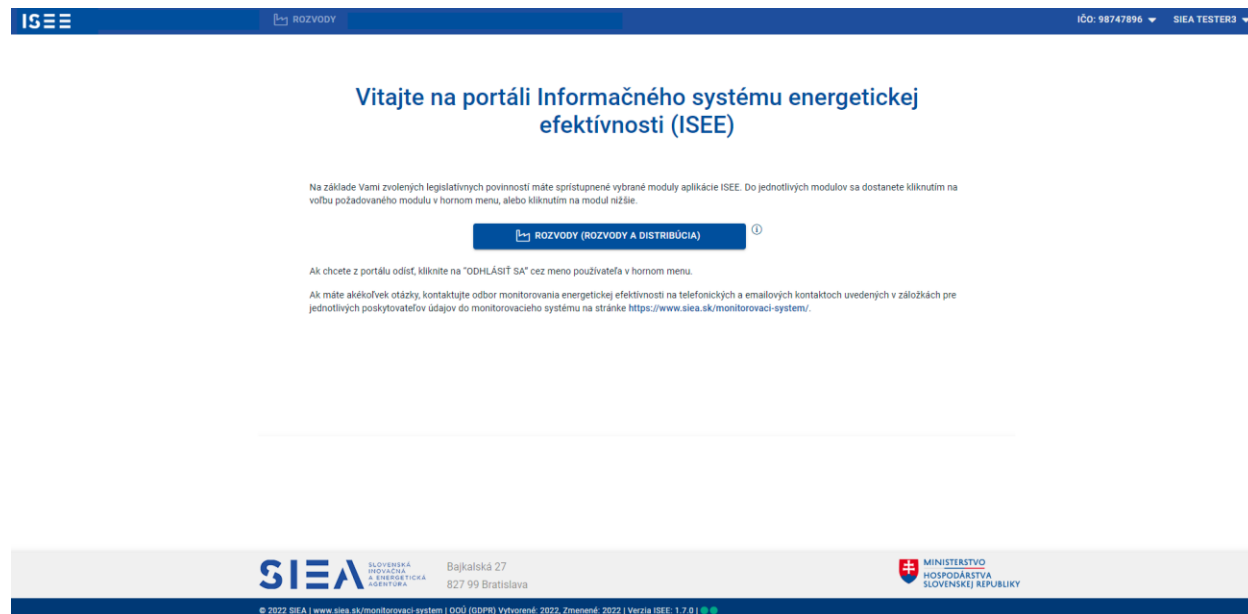 ISEE
ROZVODY
IČO: 98747896
SIEA TESTER3
Vitajte na portáli Informačného systému energetickej
efektívnosti (ISEE)
Na základe Vami zvolených legislatívnych povinností máte sprístupnené vybrané moduly aplikácie ISEE. Do jednotlivých modulov sa dostanete kliknutím na
voľbu požadovaného modulu v hornom menu, alebo kliknutím na modul nižšie.
ROZVODY (ROZVODY A DISTRIBÚCIA)
Ak chcete z portálu odísť, kliknite na "ODHLÁSIŤ SA" cez meno používateľa v hornom menu.
Ak máte akékoľvek otázky, kontaktujte odbor monitorovania energetickej efektívnosti na telefonických a emailových kontaktoch uvedených v záložkách pre
jednotlivých poskytovateľov údajov do monitorovacieho systému na stránke https://www.siea.sk/monitorovaci-system/.
SIEA
SLOVENSKÁ
INOVAČNÁ
A ENERGETICKÁ
AGENTÚRA
Bajkalská 27
827 99 Bratislava
MINISTERSTVO
HOSPODÁRSTVA
SLOVENSKEJ REPUBLIKY
© 2022 SIEA | www.siea.sk/monitorovaci-system | OOÚ (GDPR) Vytvorené: 2022, Zmenené: 2022 | Verzia ISEE: 1.7.0 |